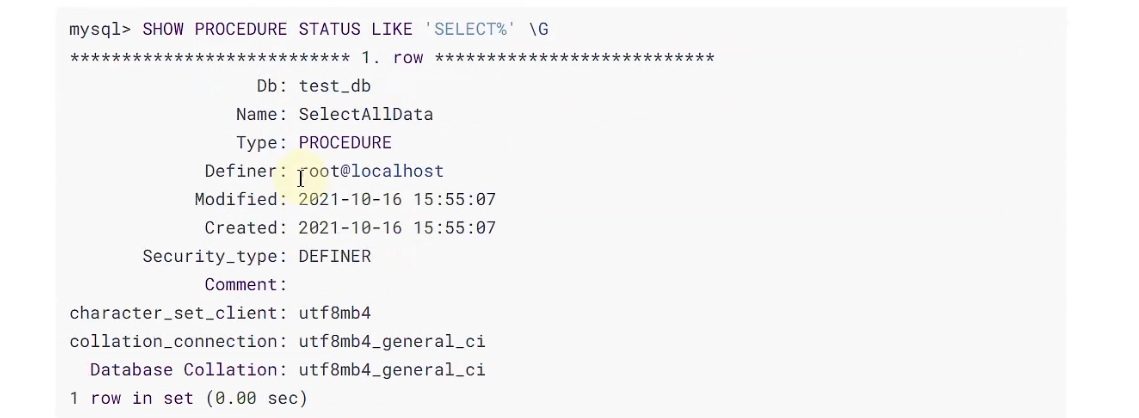 mysql> SHOW PROCEDURE STATUS LIKE 'SELECT%' \G
*************************** 1. row ***************************
Db: test_db
Name: SelectAllData
Type: PROCEDURE
Definer: root@localhost
Modified: 2021-10-16 15:55:07
Created: 2021-10-16 15:55:07
Security_type: DEFINER
Comment:
character_set_client: utf8mb4
collation_connection: utf8mb4_general_ci
Database Collation: utf8mb4_general_ci
1 row in set (0.00 sec)